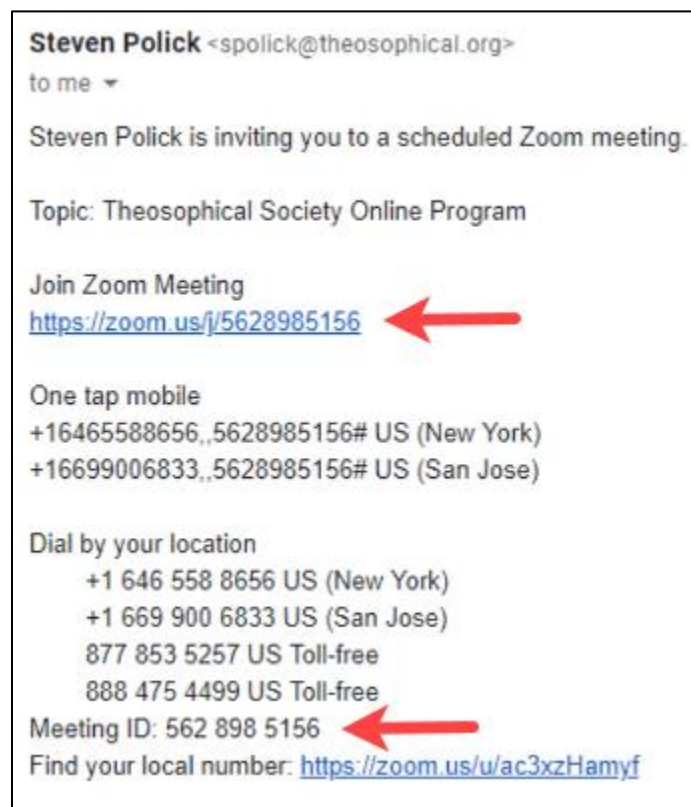 Steven Polick <spolick@theosophical.org>
to me
Steven Polick is inviting you to a scheduled Zoom meeting.
Topic: Theosophical Society Online Program
Join Zoom Meeting
https://zoom.us/j/5628985156
One tap mobile
+16465588656,,5628985156# US (New York)
+16699006833,,5628985156# US (San Jose)
Dial by your location
+1 646 558 8656 US (New York)
+1 669 900 6833 US (San Jose)
877 853 5257 US Toll-free
888 475 4499 US Toll-free
Meeting ID: 562 898 5156
Find your local number: https://zoom.us/u/ac3xzHamyf